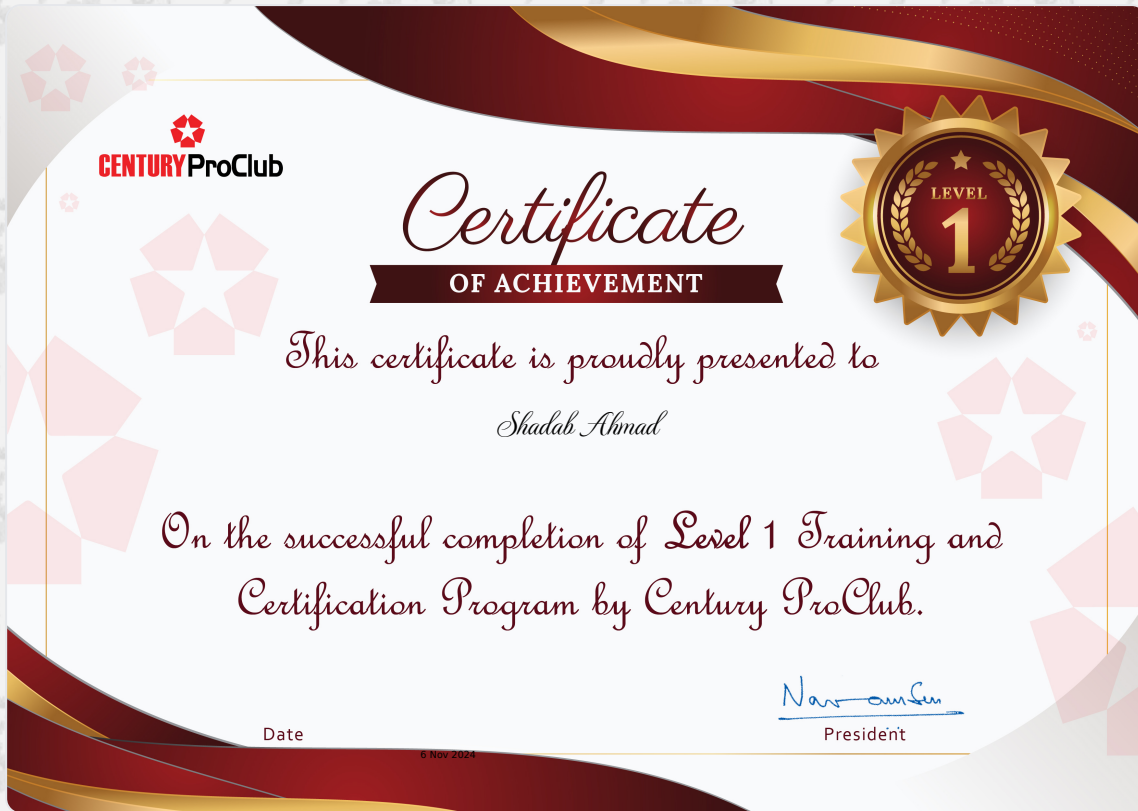 CENTURY ProClub
LEVEL
1
Certificate
OF ACHIEVEMENT
This certificate is proudly presented to
Shadab Ahmad
On the successful completion of Level 1 Training and
Certification Program by Century ProClub.
Date
President
6 Nov 2024